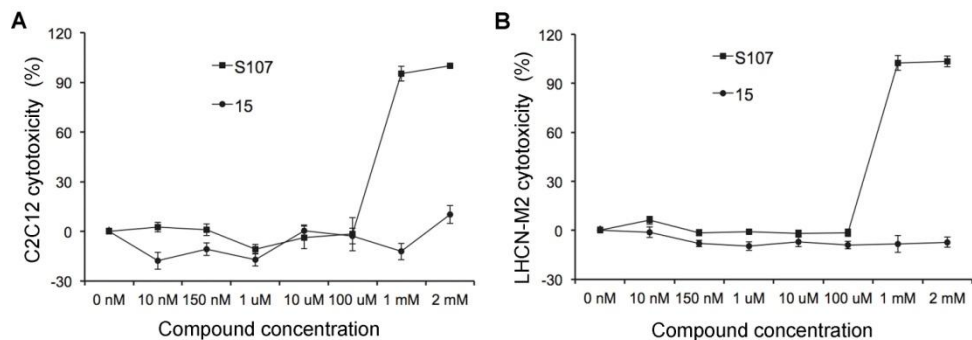 A
C2C12 cytotoxicity (%)
120
90
60
30
0
-30
S107
15
0 nM 10 nM 150 nM 1 uM 10 uM 100 uM 1 mM 2 mM
Compound concentration
B
LHCN-M2 cytotoxicity (%)
120
90
60
30
0
-30
S107
15
0 nM 10 nM 150 nM 1 uM 10 uM 100 uM 1 mM 2 mM
Compound concentration